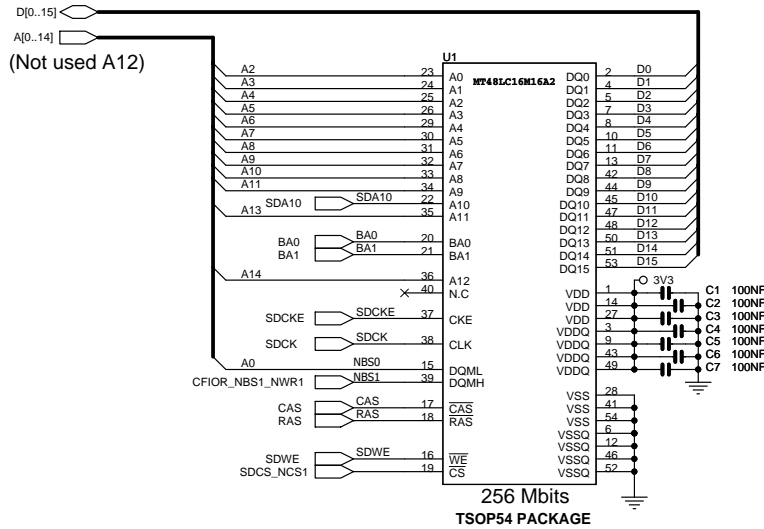 D[0..15]
A[0..14]
(Not used A12)
U1
MT48LC16M16A2
A2 23 A0 DQ0 2 D0
A3 24 A1 DQ1 4 D1
A4 25 A2 DQ2 5 D2
A5 26 A3 DQ3 7 D3
A6 29 A4 DQ4 8 D4
A7 30 A5 DQ5 10 D5
A8 31 A6 DQ6 11 D6
A9 32 A7 DQ7 13 D7
A10 33 A8 DQ8 42 D8
A11 34 A9 DQ9 44 D9
SDA10 SDA10 22 A10 DQ10 45 D10
A13 35 A11 DQ11 47 D11
DQ12 48 D12
BA0 BA0 20 BA0 DQ13 50 D13
BA1 BA1 21 BA1 DQ14 51 D14
DQ15 53 D15
A14 36 A12
3V3
40 N.C VDD 1 C1 100NF
VDD 14 C2 100NF
SDCKE SDCKE 37 CKE VDD 27 C3 100NF
VDDQ 3 C4 100NF
SDCK SDCK 38 CLK VDDQ 9 C5 100NF
VDDQ 43 C6 100NF
A0 NBS0 15 DQML VDDQ 49 C7 100NF
CFIOR_NBS1_NWR1 NBS1 39 DQMH
VSS 28
CAS CAS 17 CAS VSS 41
RAS RAS 18 RAS VSS 54
VSSQ 6
VSSQ 12
SDWE SDWE 16 WE VSSQ 46
SDCS_NCS1 19 CS VSSQ 52
256 Mbits
TSOP54 PACKAGE